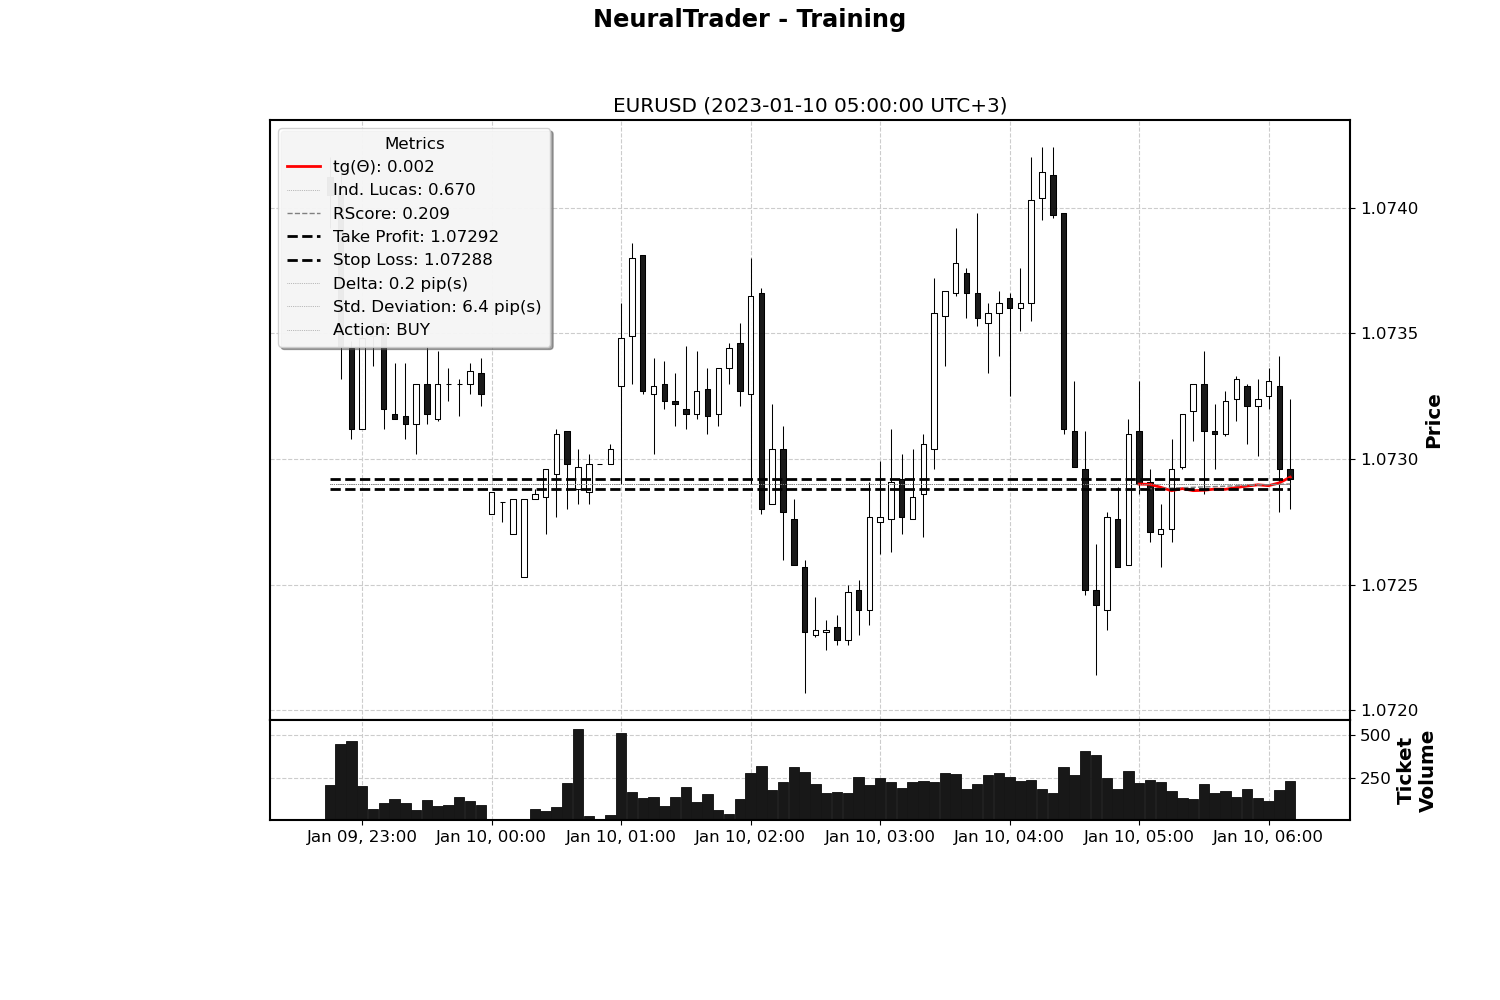 NeuralTrader - Training
EURUSD (2023-01-10 05:00:00 UTC+3)
Metrics
tg(Θ): 0.002
Ind. Lucas: 0.670
RScore: 0.209
Take Profit: 1.07292
Stop Loss: 1.07288
Delta: 0.2 pip(s)
Std. Deviation: 6.4 pip(s)
Action: BUY
1.0740
1.0735
1.0730
1.0725
1.0720
Price
500
250
Ticket
Volume
Jan 09, 23:00
Jan 10, 00:00
Jan 10, 01:00
Jan 10, 02:00
Jan 10, 03:00
Jan 10, 04:00
Jan 10, 05:00
Jan 10, 06:00